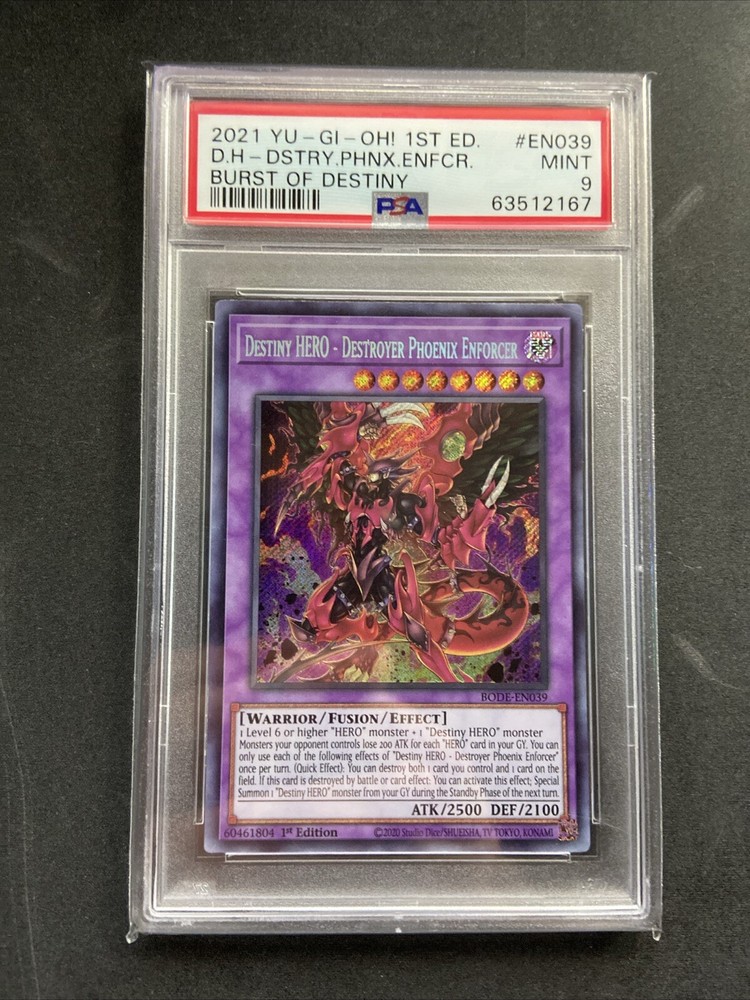 2021 YU-GI-OH! 1ST ED. #EN039
D.H-DSTRY.PHNX.ENFCR. MINT
BURST OF DESTINY 9
PSA 63512167
DESTINY HERO - DESTROYER PHOENIX ENFORCER
BODE-EN039
[WARRIOR/FUSION/EFFECT]
1 Level 6 or higher "HERO" monster + 1 "Destiny HERO" monster
Monsters your opponent controls lose 200 ATK for each "HERO" card in your GY. You can
only use each of the following effects of "Destiny HERO - Destroyer Phoenix Enforcer"
once per turn. (Quick Effect): You can destroy both 1 card you control and 1 card on the
field. If this card is destroyed by battle or card effect: You can activate this effect; Special
Summon 1 "Destiny HERO" monster from your GY during the Standby Phase of the next turn.
ATK/2500 DEF/2100
60461804 1st Edition ©2020 Studio Dice/SHUEISHA, TV TOKYO, KONAMI